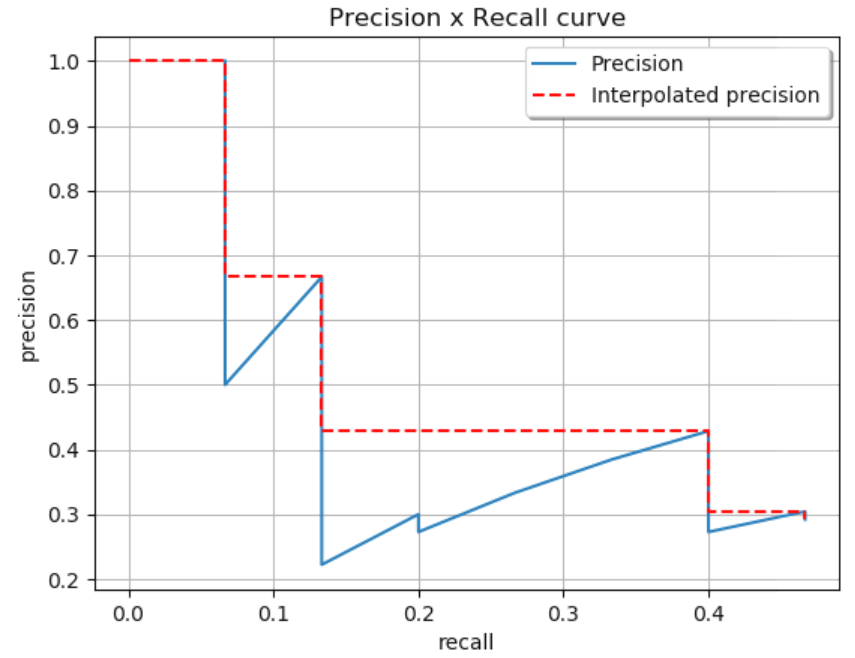 Precision x Recall curve
Precision
Interpolated precision
1.0
0.9
0.8
0.7
0.6
0.5
0.4
0.3
0.2
precision
0.0 0.1 0.2 0.3 0.4
recall